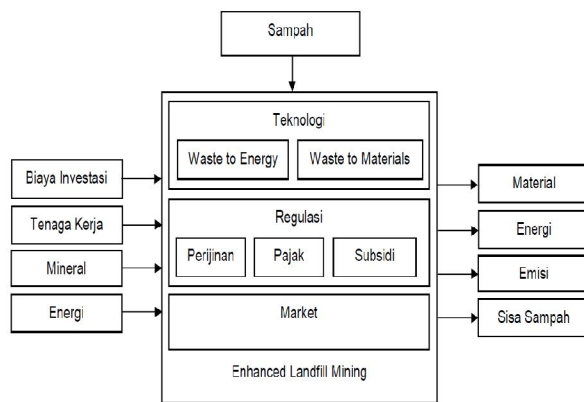 Sampah
Teknologi
Waste to Energy
Waste to Materials
Biaya Investasi
Tenaga Kerja
Mineral
Energi
Regulasi
Perijinan
Pajak
Subsidi
Market
Enhanced Landfill Mining
Material
Energi
Emisi
Sisa Sampah